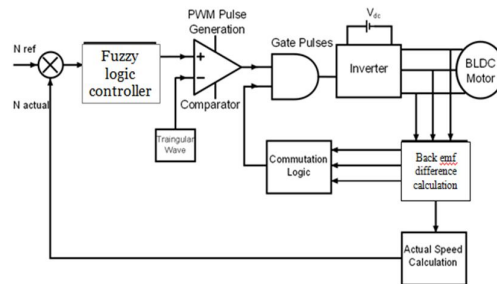 PWM Pulse
Generation
N ref
Fuzzy
logic
controller
+
−
Gate Pulses
Vdc
Inverter
BLDC
Motor
N actual
Comparator
Traingular
Wave
Commutation
Logic
Back emf
difference
calculation
Actual Speed
Calculation